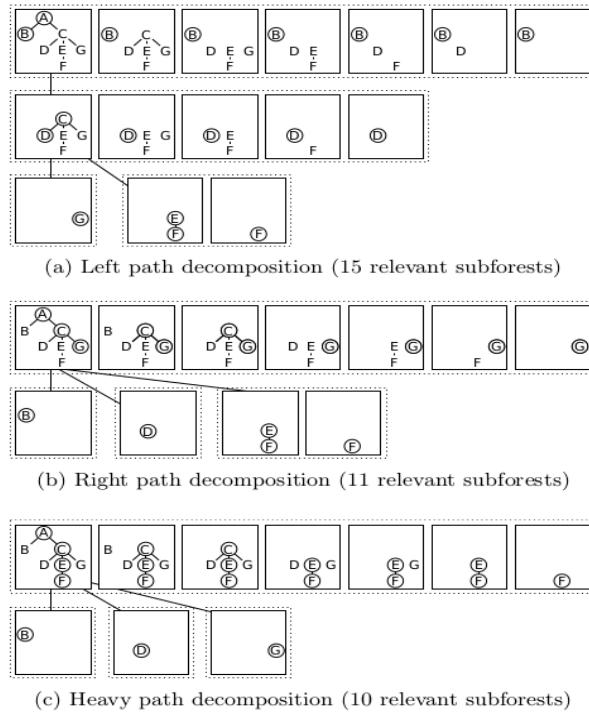 A
B C C
B B B B B B
D E G D E G D E G D E D D
F F F F F
C
D E G D E G D E D D
F F F F
G E
F F
(a) Left path decomposition (15 relevant subforests)
A
B C B C C
D E G D E G D E G D E G E G G G
F F F F F F
B D E
F F
(b) Right path decomposition (11 relevant subforests)
A
B C B C C
D E G D E G D E G D E G E G E
F F F F F F F
B D G
(c) Heavy path decomposition (10 relevant subforests)